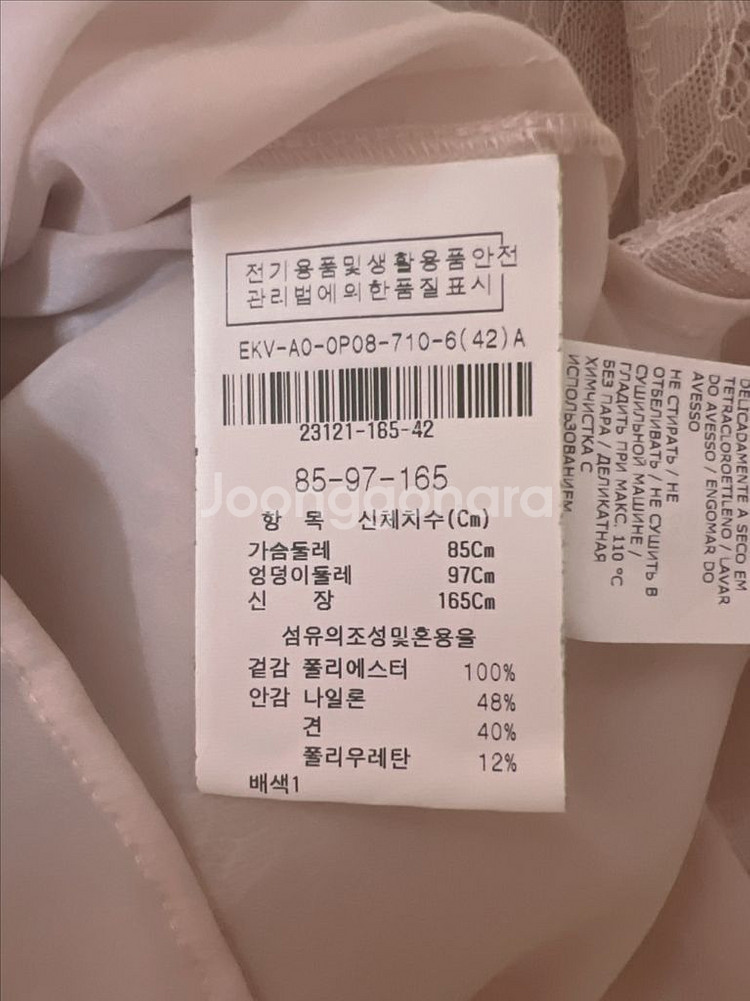 전기용품및생활용품안전
관리법에의한품질표시
EKV-AO-OP08-710-6(42)A
23121-165-42
85-97-165
Joonggonara
항 목 신체치수(Cm)
가슴둘레 85Cm
엉덩이둘레 97Cm
신 장 165Cm
섬유의조성및혼용율
겉감 폴리에스터 100%
안감 나일론 48%
견 40%
폴리우레탄 12%
배색1
DELICADAMENTE A SECO EM
TETRACLOROETILENO / LAVAR
DO AVESSO / ENGOMAR DO
AVESSO
НЕ СТИРАТЬ / НЕ
ОТБЕЛИВАТЬ / НЕ СУШИТЬ В
СУШИЛЬНОЙ МАШИНЕ /
ГЛАДИТЬ ПРИ МАКС. 110 °C
БЕЗ ПАРА / ДЕЛИКАТНАЯ
ХИМЧИСТКА С
ИСПОЛЬЗОВАНИЕМ